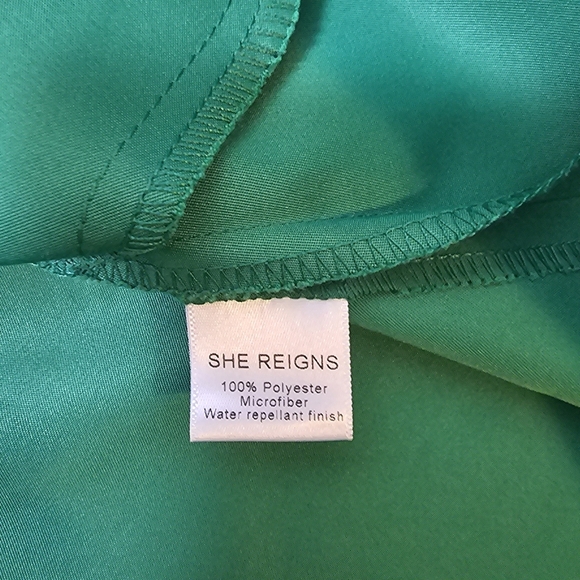 SHE REIGNS
100% Polyester
Microfiber
Water repellant finish